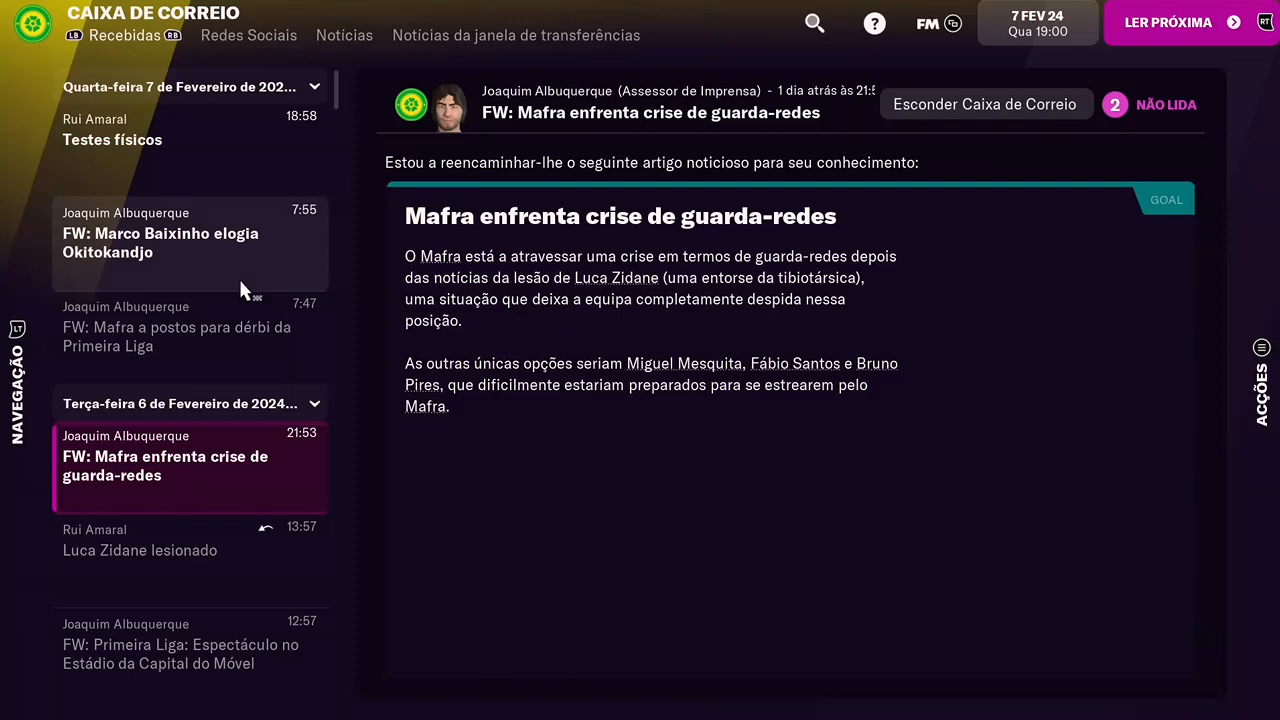 CAIXA DE CORREIO
LB Recebidas RB Redes Sociais Notícias Notícias da janela de transferências
FM
7 FEV 24
Qua 19:00
LER PRÓXIMA
RT
Quarta-feira 7 de Fevereiro de 202...
Rui Amaral 18:58
Testes físicos
Joaquim Albuquerque 7:55
FW: Marco Baixinho elogia
Okitokandjo
Joaquim Albuquerque 7:47
FW: Mafra a postos para dérbi da
Primeira Liga
Terça-feira 6 de Fevereiro de 2024...
Joaquim Albuquerque 21:53
FW: Mafra enfrenta crise de
guarda-redes
Rui Amaral 13:57
Luca Zidane lesionado
Joaquim Albuquerque 12:57
FW: Primeira Liga: Espectáculo no
Estádio da Capital do Móvel
LT
NAVEGAÇÃO
Joaquim Albuquerque (Assessor de Imprensa) - 1 dia atrás às 21:5
FW: Mafra enfrenta crise de guarda-redes
Esconder Caixa de Correio
2 NÃO LIDA
Estou a reencaminhar-lhe o seguinte artigo noticioso para seu conhecimento:
GOAL
Mafra enfrenta crise de guarda-redes
O Mafra está a atravessar uma crise em termos de guarda-redes depois
das notícias da lesão de Luca Zidane (uma entorse da tibiotársica),
uma situação que deixa a equipa completamente despida nessa
posição.
As outras únicas opções seriam Miguel Mesquita, Fábio Santos e Bruno
Pires, que dificilmente estariam preparados para se estrearem pelo
Mafra.
ACÇÕES